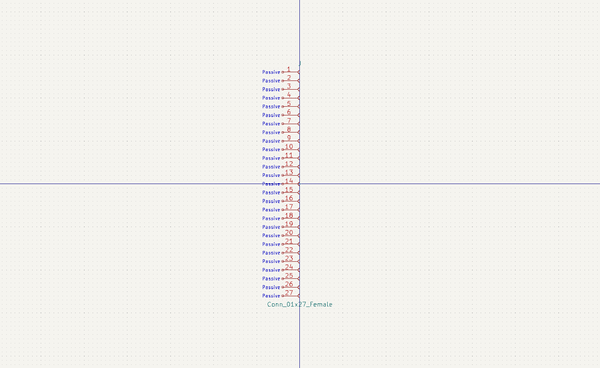 J
Passive 1
Passive 2
Passive 3
Passive 4
Passive 5
Passive 6
Passive 7
Passive 8
Passive 9
Passive 10
Passive 11
Passive 12
Passive 13
Passive 14
Passive 15
Passive 16
Passive 17
Passive 18
Passive 19
Passive 20
Passive 21
Passive 22
Passive 23
Passive 24
Passive 25
Passive 26
Passive 27
Conn_01x27_Female